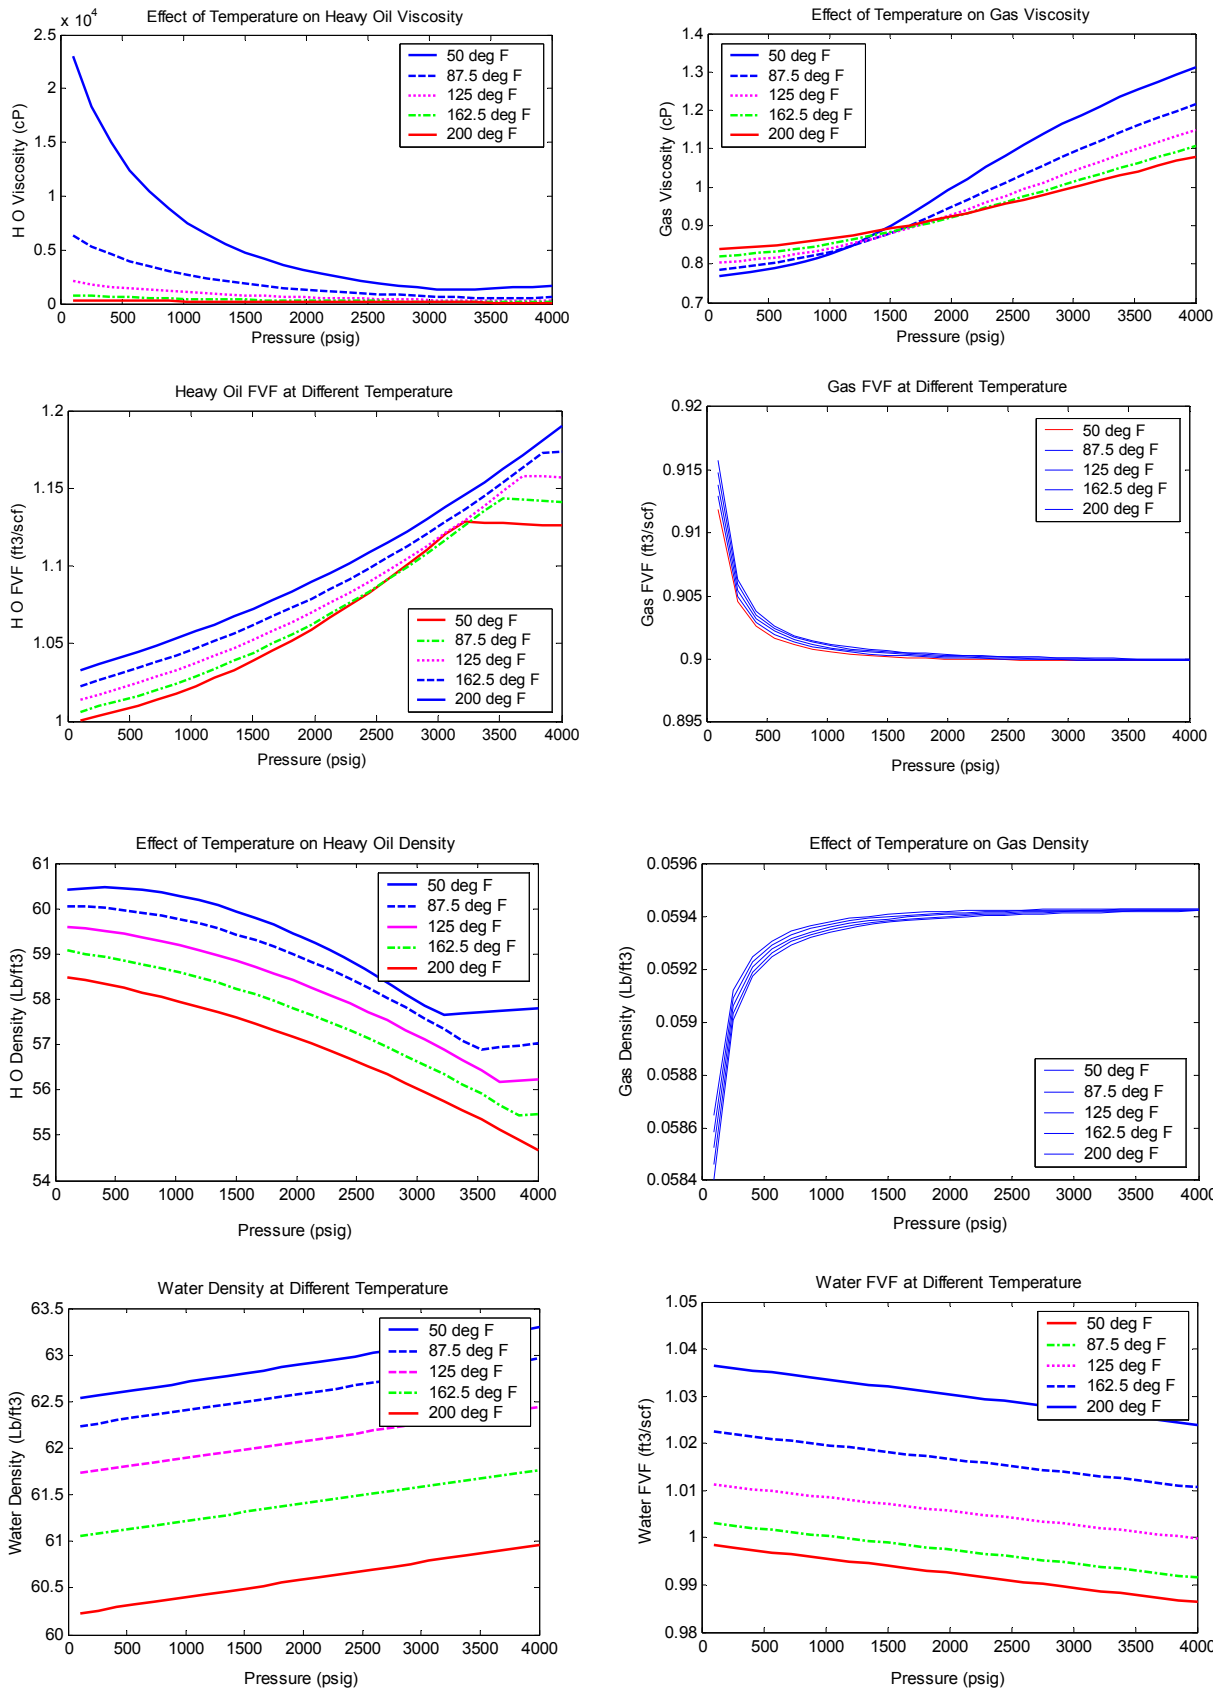 Effect of Temperature on Heavy Oil Viscosity
x 10^4
2.5
2
1.5
1
0.5
0
H O Viscosity (cP)
50 deg F
87.5 deg F
125 deg F
162.5 deg F
200 deg F
0 500 1000 1500 2000 2500 3000 3500 4000
Pressure (psig)
Effect of Temperature on Gas Viscosity
1.4
1.3
1.2
1.1
1
0.9
0.8
0.7
Gas Viscosity (cP)
50 deg F
87.5 deg F
125 deg F
162.5 deg F
200 deg F
0 500 1000 1500 2000 2500 3000 3500 4000
Pressure (psig)
Heavy Oil FVF at Different Temperature
1.2
1.15
1.1
1.05
1
H O FVF (ft3/scf)
50 deg F
87.5 deg F
125 deg F
162.5 deg F
200 deg F
0 500 1000 1500 2000 2500 3000 3500 4000
Pressure (psig)
Gas FVF at Different Temperature
0.92
0.915
0.91
0.905
0.9
0.895
Gas FVF (ft3/scf)
50 deg F
87.5 deg F
125 deg F
162.5 deg F
200 deg F
0 500 1000 1500 2000 2500 3000 3500 4000
Pressure (psig)
Effect of Temperature on Heavy Oil Density
61
60
59
58
57
56
55
54
H O Density (Lb/ft3)
50 deg F
87.5 deg F
125 deg F
162.5 deg F
200 deg F
0 500 1000 1500 2000 2500 3000 3500 4000
Pressure (psig)
Effect of Temperature on Gas Density
0.0596
0.0594
0.0592
0.059
0.0588
0.0586
0.0584
Gas Density (Lb/ft3)
50 deg F
87.5 deg F
125 deg F
162.5 deg F
200 deg F
0 500 1000 1500 2000 2500 3000 3500 4000
Pressure (psig)
Water Density at Different Temperature
63.5
63
62.5
62
61.5
61
60.5
60
Water Density (Lb/ft3)
50 deg F
87.5 deg F
125 deg F
162.5 deg F
200 deg F
0 500 1000 1500 2000 2500 3000 3500 4000
Pressure (psig)
Water FVF at Different Temperature
1.05
1.04
1.03
1.02
1.01
1
0.99
0.98
Water FVF (ft3/scf)
50 deg F
87.5 deg F
125 deg F
162.5 deg F
200 deg F
0 500 1000 1500 2000 2500 3000 3500 4000
Pressure (psig)